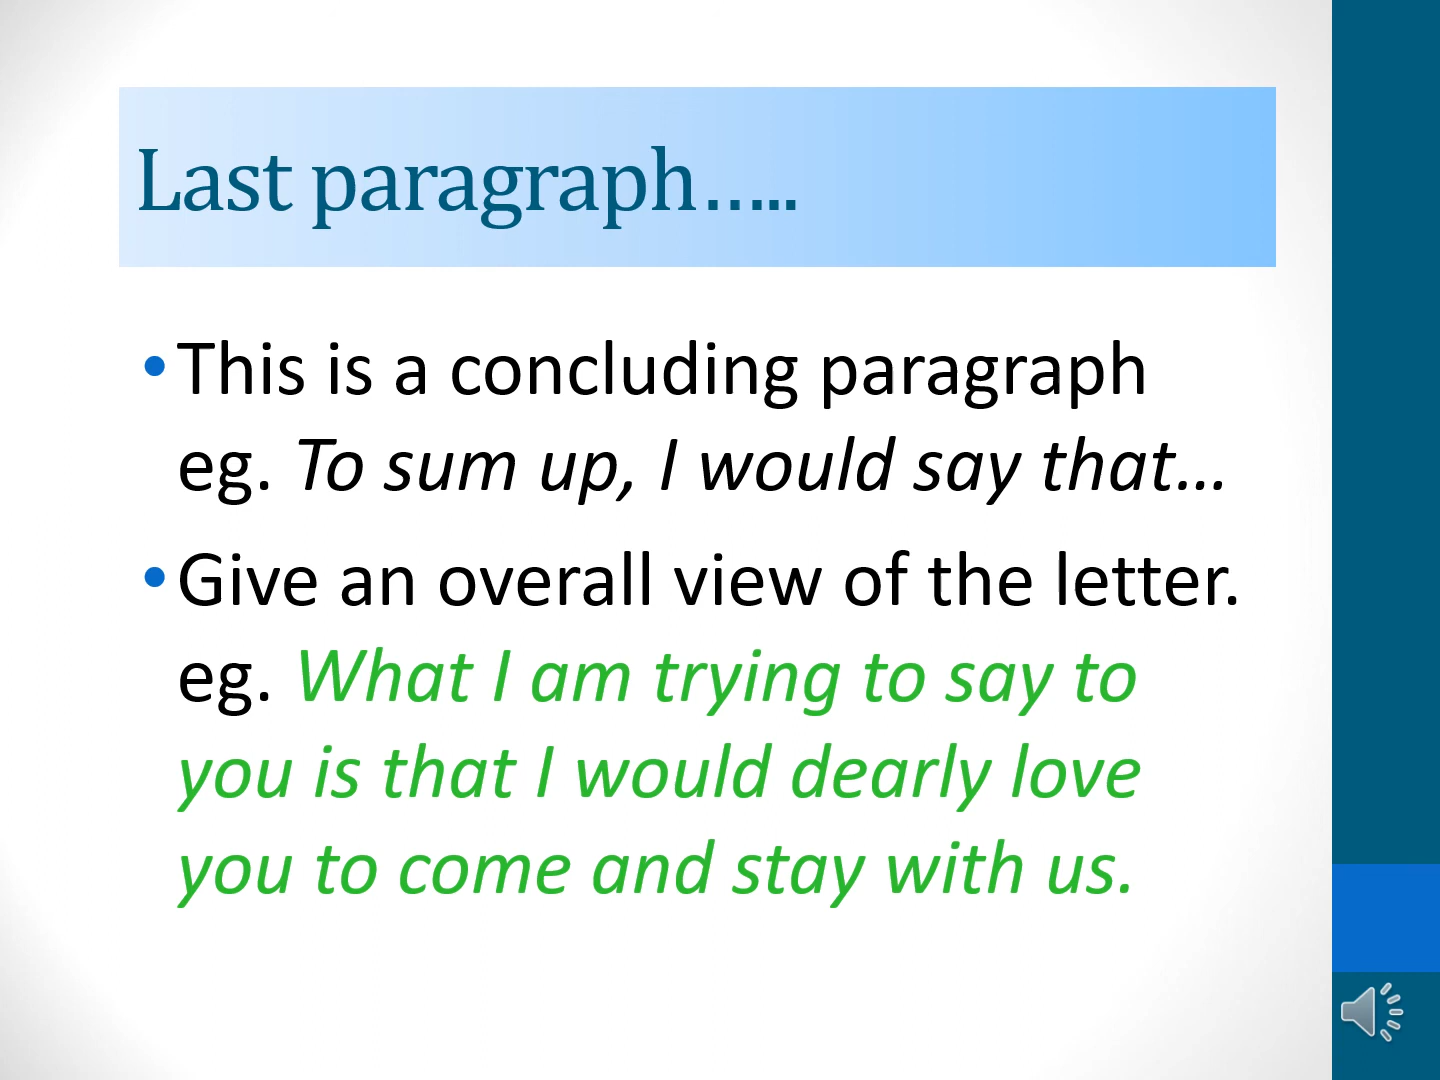 Last paragraph…..
• This is a concluding paragraph
eg. To sum up, I would say that…
• Give an overall view of the letter.
eg. What I am trying to say to
you is that I would dearly love
you to come and stay with us.